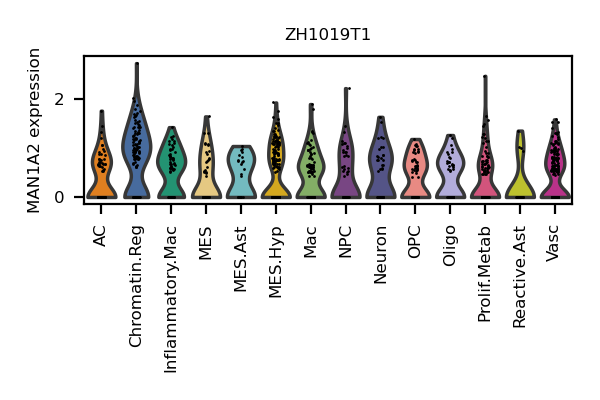 ZH1019T1
MAN1A2 expression
2
0
AC
Chromatin.Reg
Inflammatory.Mac
MES
MES.Ast
MES.Hyp
Mac
NPC
Neuron
OPC
Oligo
Prolif.Metab
Reactive.Ast
Vasc